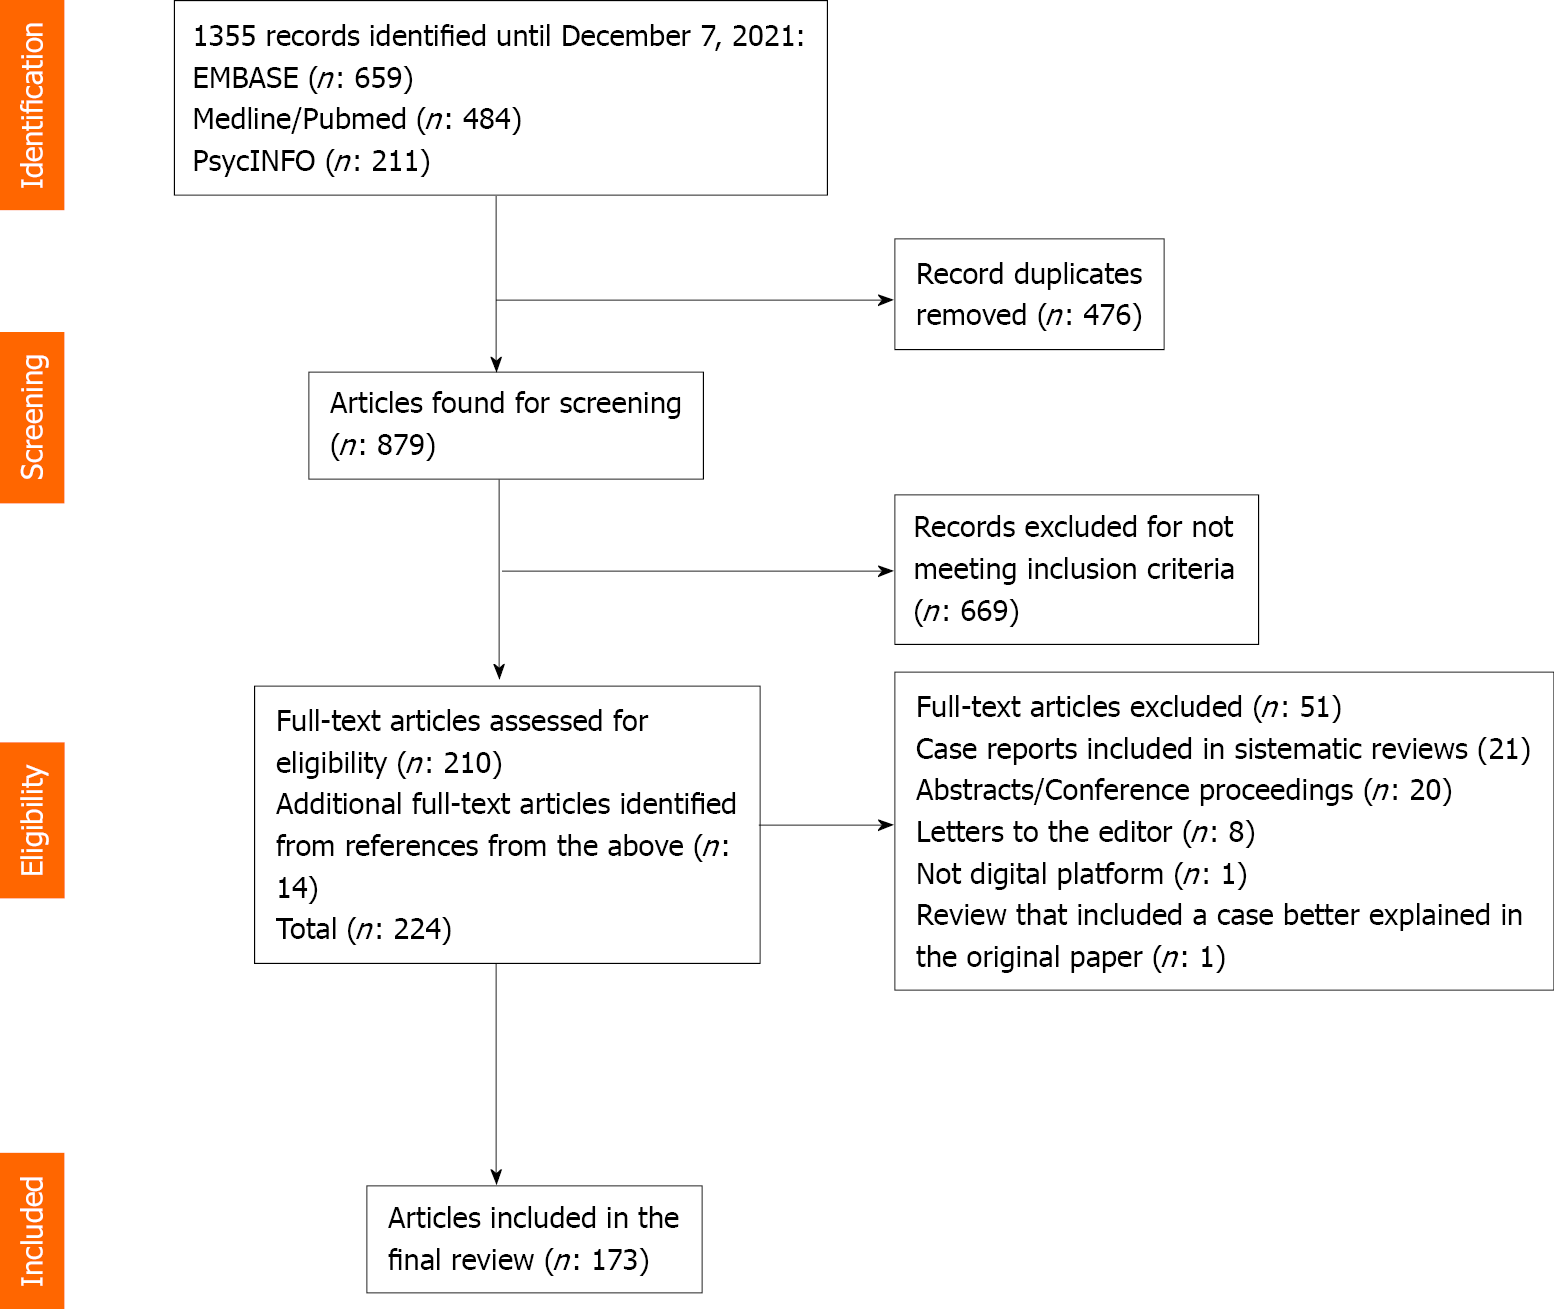 Identification
1355 records identified until December 7, 2021:
EMBASE (n: 659)
Medline/Pubmed (n: 484)
PsycINFO (n: 211)
Record duplicates
removed (n: 476)
Screening
Articles found for screening
(n: 879)
Records excluded for not
meeting inclusion criteria
(n: 669)
Eligibility
Full-text articles assessed for
eligibility (n: 210)
Additional full-text articles identified
from references from the above (n:
14)
Total (n: 224)
Full-text articles excluded (n: 51)
Case reports included in sistematic reviews (21)
Abstracts/Conference proceedings (n: 20)
Letters to the editor (n: 8)
Not digital platform (n: 1)
Review that included a case better explained in
the original paper (n: 1)
Included
Articles included in the
final review (n: 173)